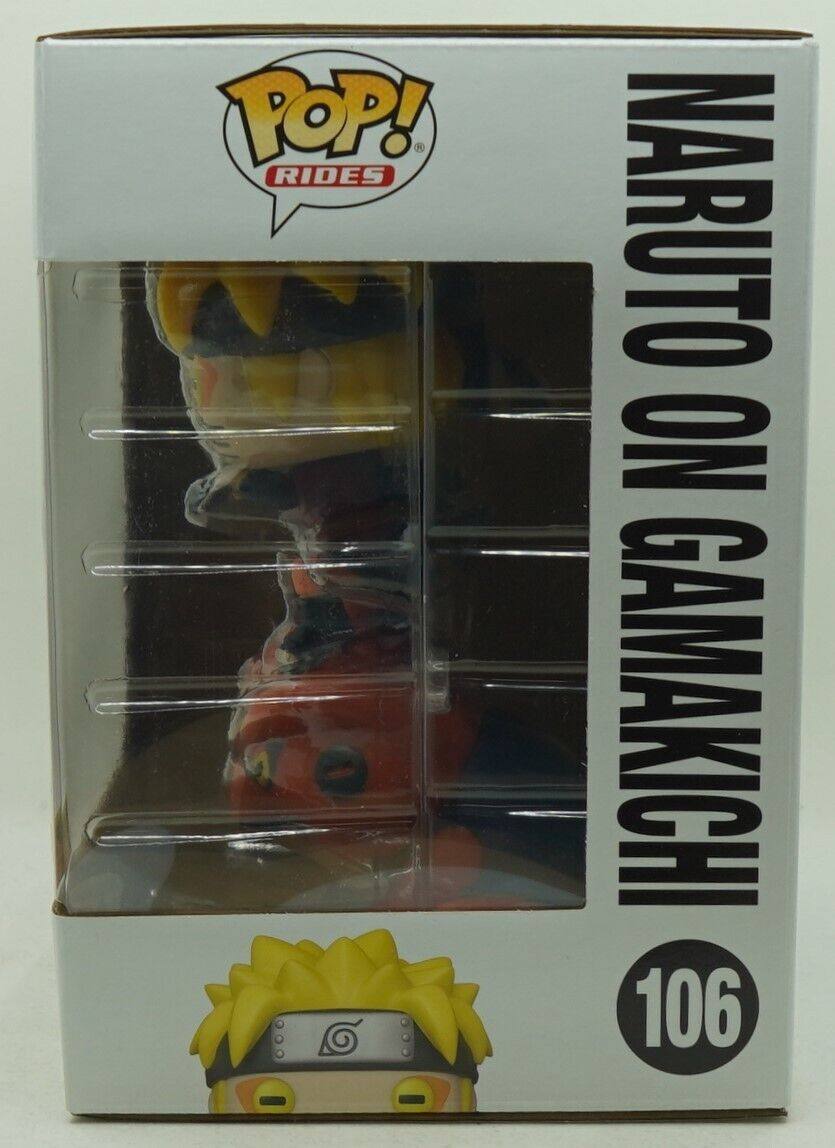 POP!®
RIDES
NARUTO ON GAMAKICHI
106